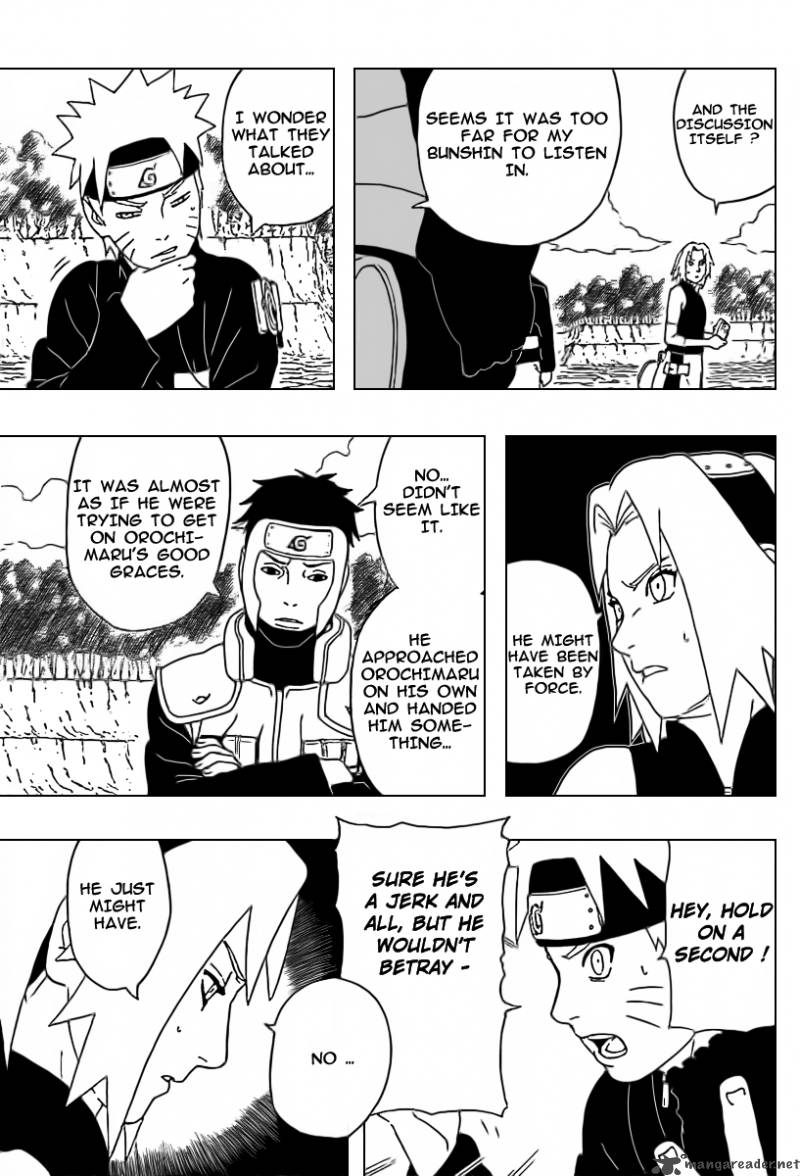 AND THE
DISCUSSION
ITSELF ?
SEEMS IT WAS TOO
FAR FOR MY
BUNSHIN TO LISTEN
IN.
I WONDER
WHAT THEY
TALKED
ABOUT...
HE MIGHT
HAVE BEEN
TAKEN BY
FORCE.
NO...
DIDN'T
SEEM LIKE
IT.
HE
APPROACHED
OROCHIMARU
ON HIS OWN
AND HANDED
HIM SOME-
THING...
IT WAS ALMOST
AS IF HE WERE
TRYING TO GET
ON OROCHI-
MARU'S GOOD
GRACES.
HEY, HOLD
ON A
SECOND !
SURE HE'S
A JERK AND
ALL, BUT HE
WOULDN'T
BETRAY -
NO ...
HE JUST
MIGHT
HAVE.
mangareader.net